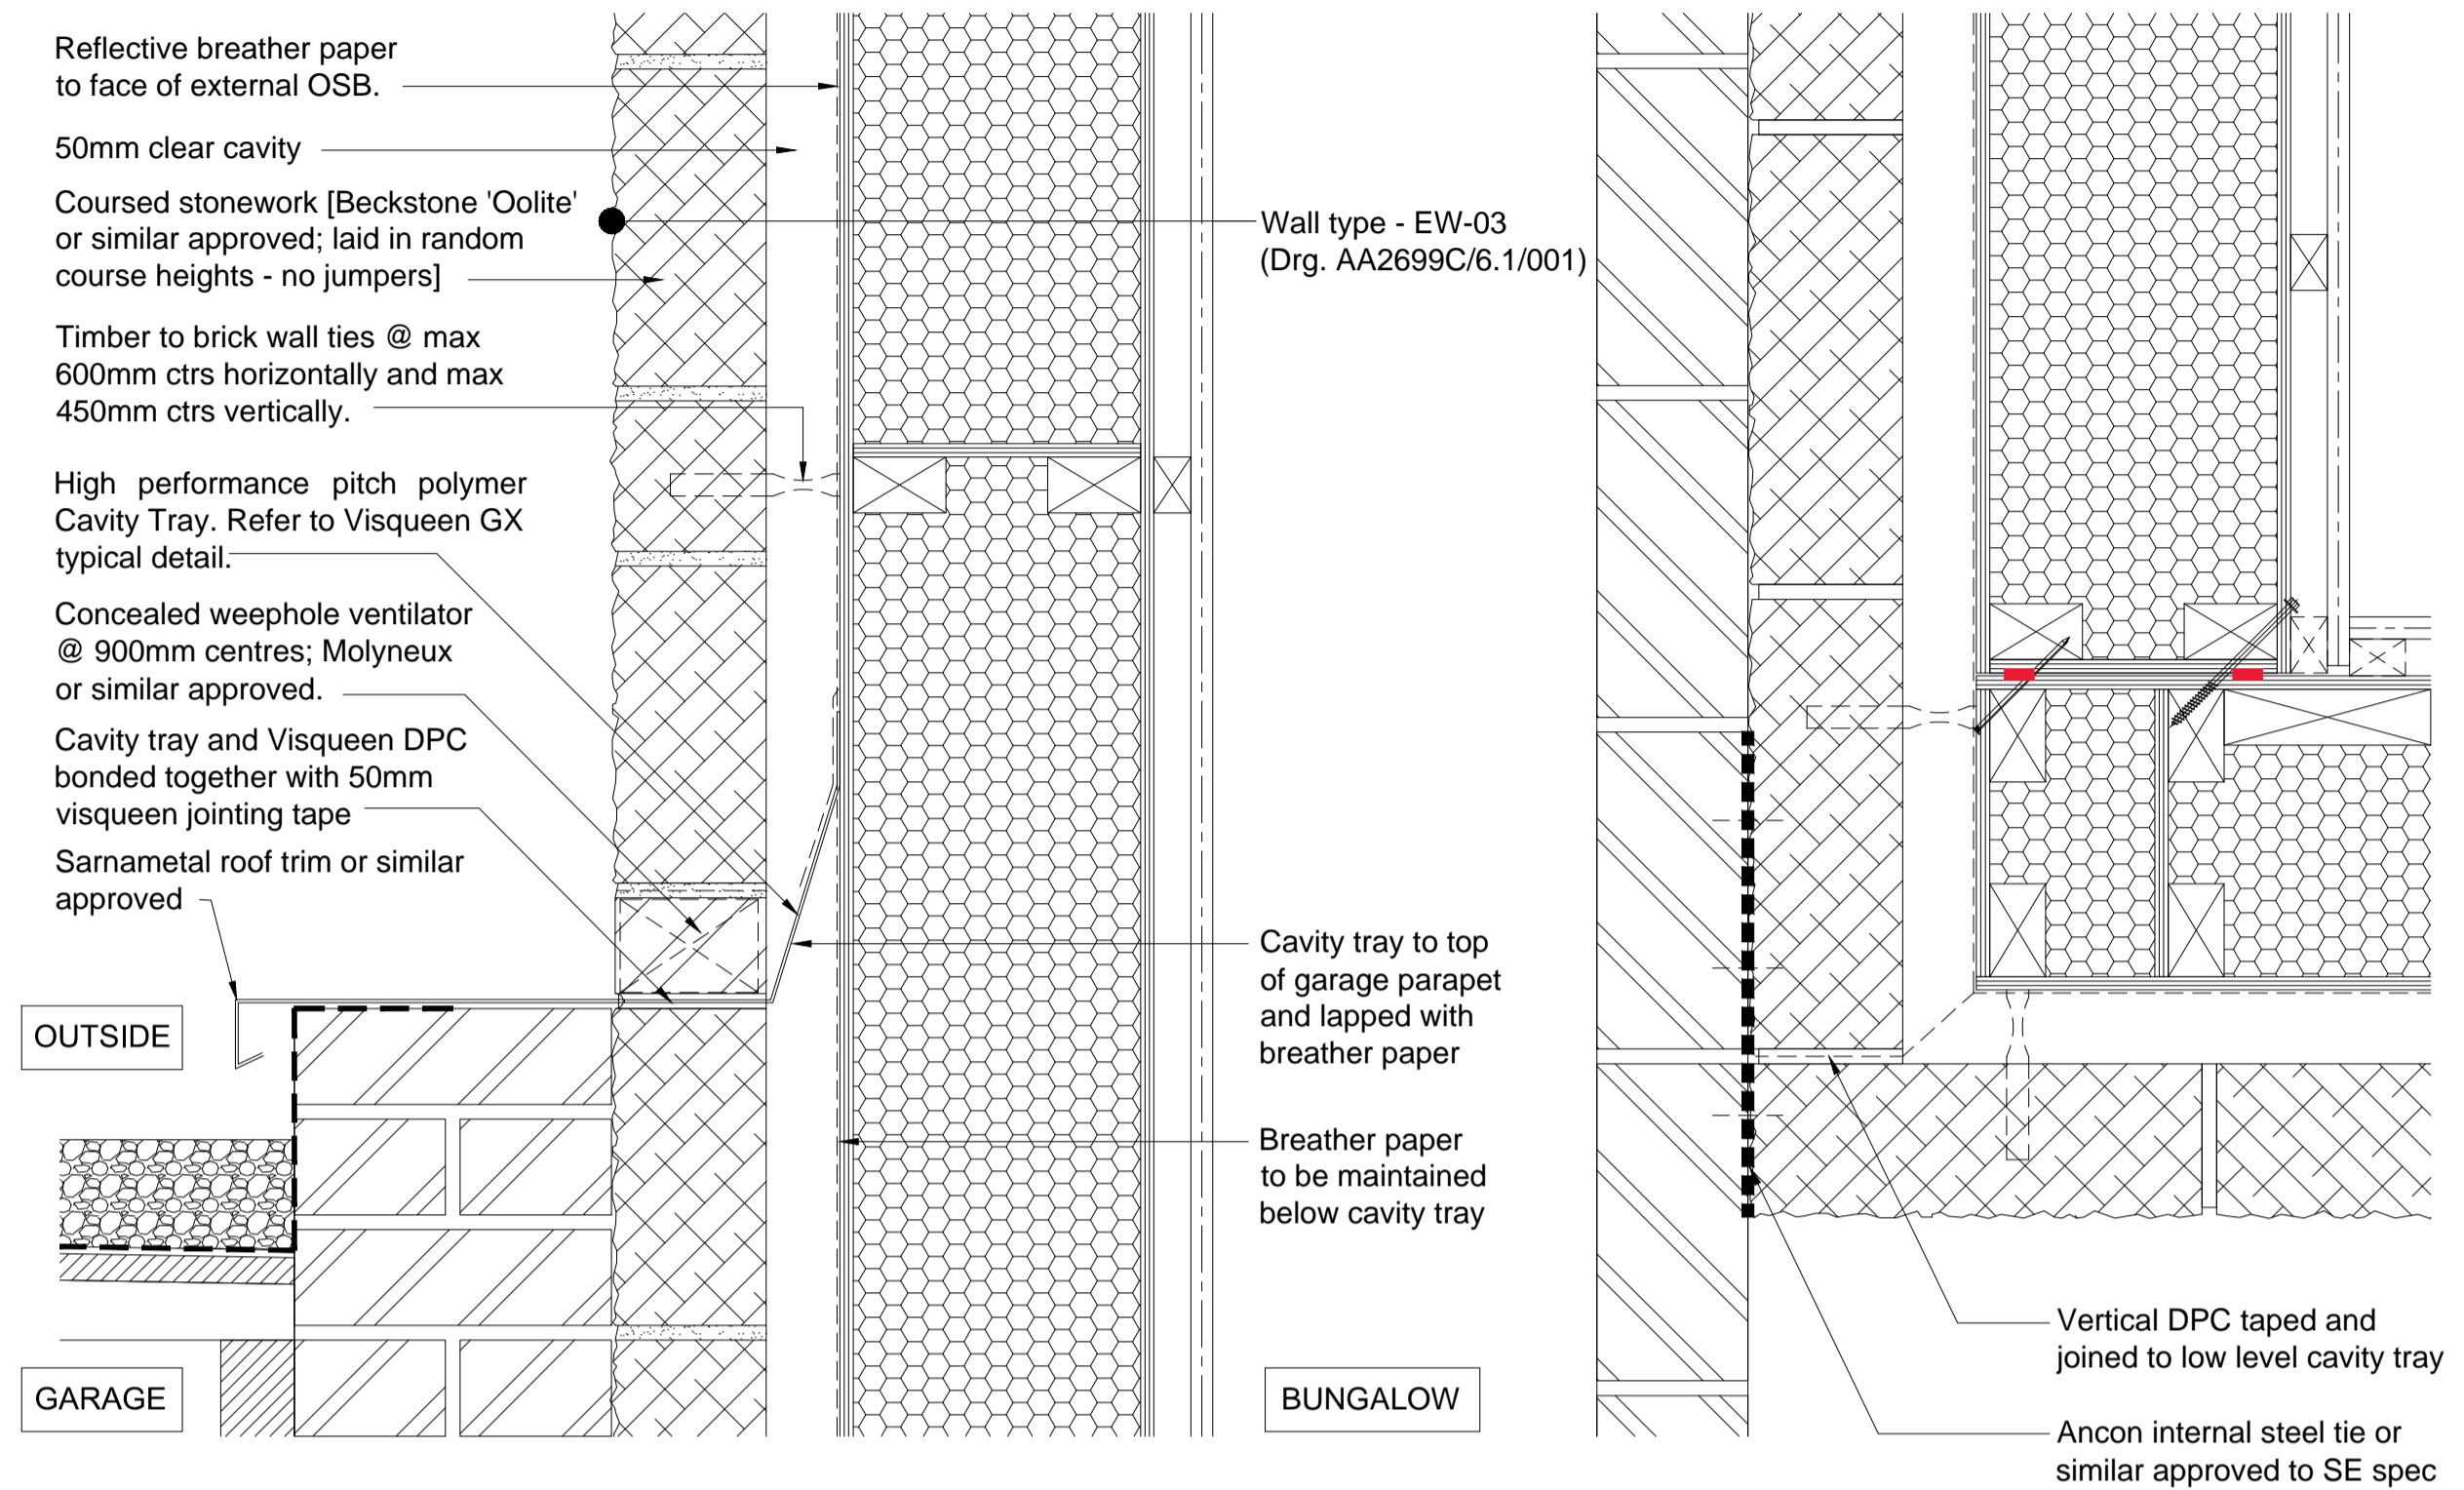 Reflective breather paper
to face of external OSB.
50mm clear cavity
Coursed stonework [Beckstone 'Oolite'
or similar approved; laid in random
course heights - no jumpers]
Timber to brick wall ties @ max
600mm ctrs horizontally and max
450mm ctrs vertically.
High performance pitch polymer
Cavity Tray. Refer to Visqueen GX
typical detail.
Concealed weephole ventilator
@ 900mm centres; Molyneux
or similar approved.
Cavity tray and Visqueen DPC
bonded together with 50mm
visqueen jointing tape
Sarnametal roof trim or similar
approved
OUTSIDE
GARAGE
Wall type - EW-03
(Drg. AA2699C/6.1/001)
Cavity tray to top
of garage parapet
and lapped with
breather paper
Breather paper
to be maintained
below cavity tray
BUNGALOW
Vertical DPC taped and
joined to low level cavity tray
Ancon internal steel tie or
similar approved to SE spec